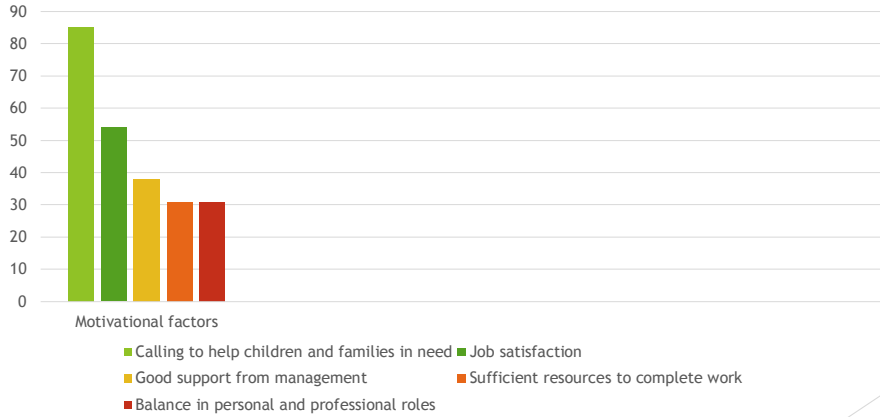 90
80
70
60
50
40
30
20
10
0
Motivational factors
Calling to help children and families in need Job satisfaction
Good support from management Sufficient resources to complete work
Balance in personal and professional roles